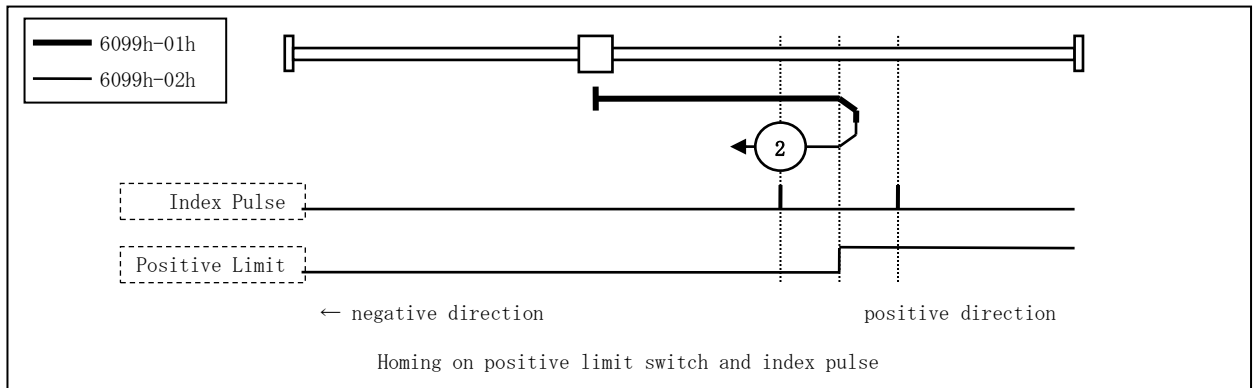 6099h-01h
6099h-02h
2
Index Pulse
Positive Limit
← negative direction
positive direction
Homing on positive limit switch and index pulse